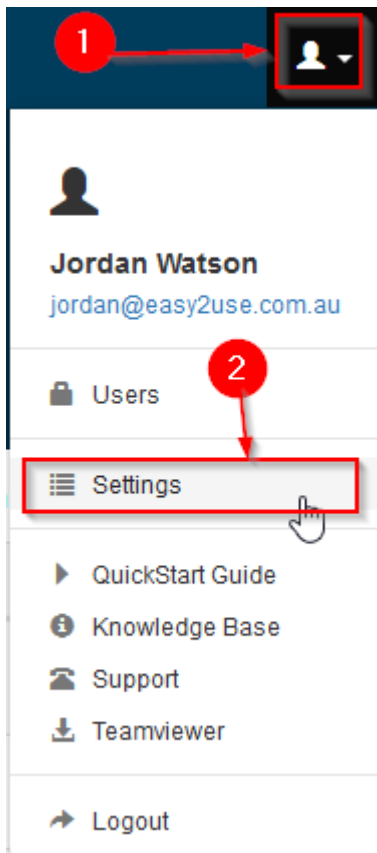 1
Jordan Watson
jordan@easy2use.com.au
Users
2
Settings
QuickStart Guide
Knowledge Base
Support
Teamviewer
Logout